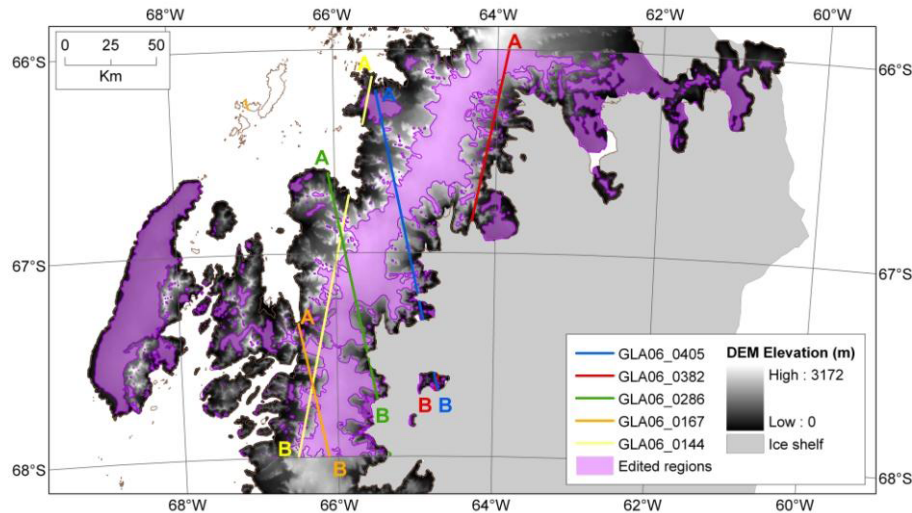 68°W 66°W 64°W 62°W 60°W
0 25 50
Km
66°S 66°S
67°S 67°S
68°S 68°S
A
A
A
A
A
B
B
B
B B
GLA06_0405
GLA06_0382
GLA06_0286
GLA06_0167
GLA06_0144
Edited regions
DEM Elevation (m)
High : 3172
Low : 0
Ice shelf
68°W 66°W 64°W 62°W 60°W